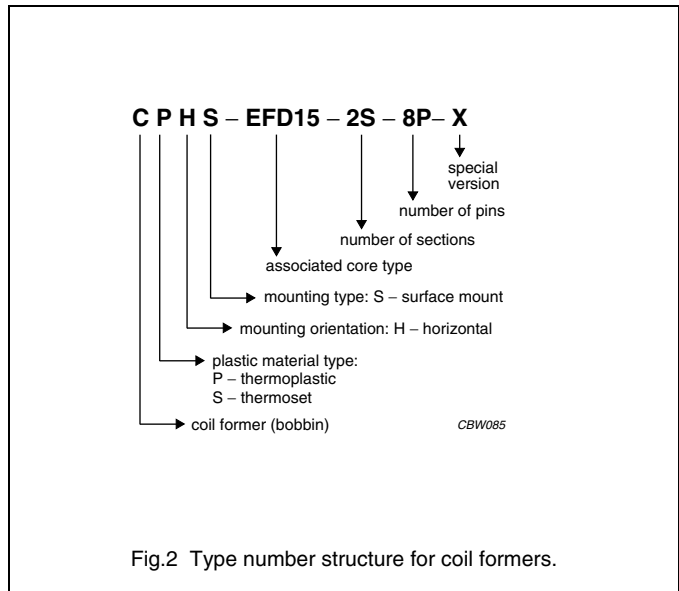 C P H S – EFD15 – 2S – 8P– X
special
version
number of pins
number of sections
associated core type
mounting type: S – surface mount
mounting orientation: H – horizontal
plastic material type:
P – thermoplastic
S – thermoset
coil former (bobbin)
CBW085
Fig.2 Type number structure for coil formers.